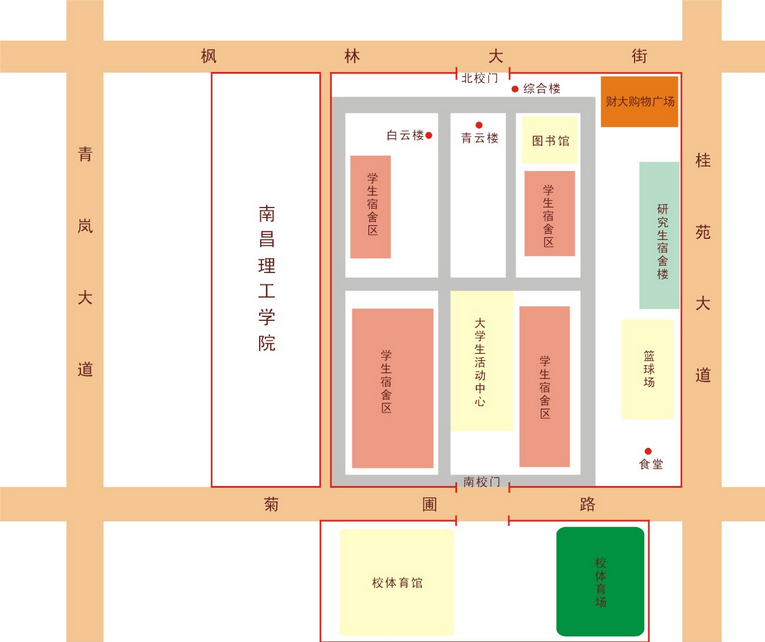 枫林大街
北校门
综合楼
财大购物广场
白云楼
青云楼
图书馆
青岚大道
桂苑大道
学生宿舍区
学生宿舍区
研究生宿舍楼
南昌理工学院
学生宿舍区
大学生活动中心
学生宿舍区
篮球场
食堂
南校门
菊圃路
校体育馆
校体育场